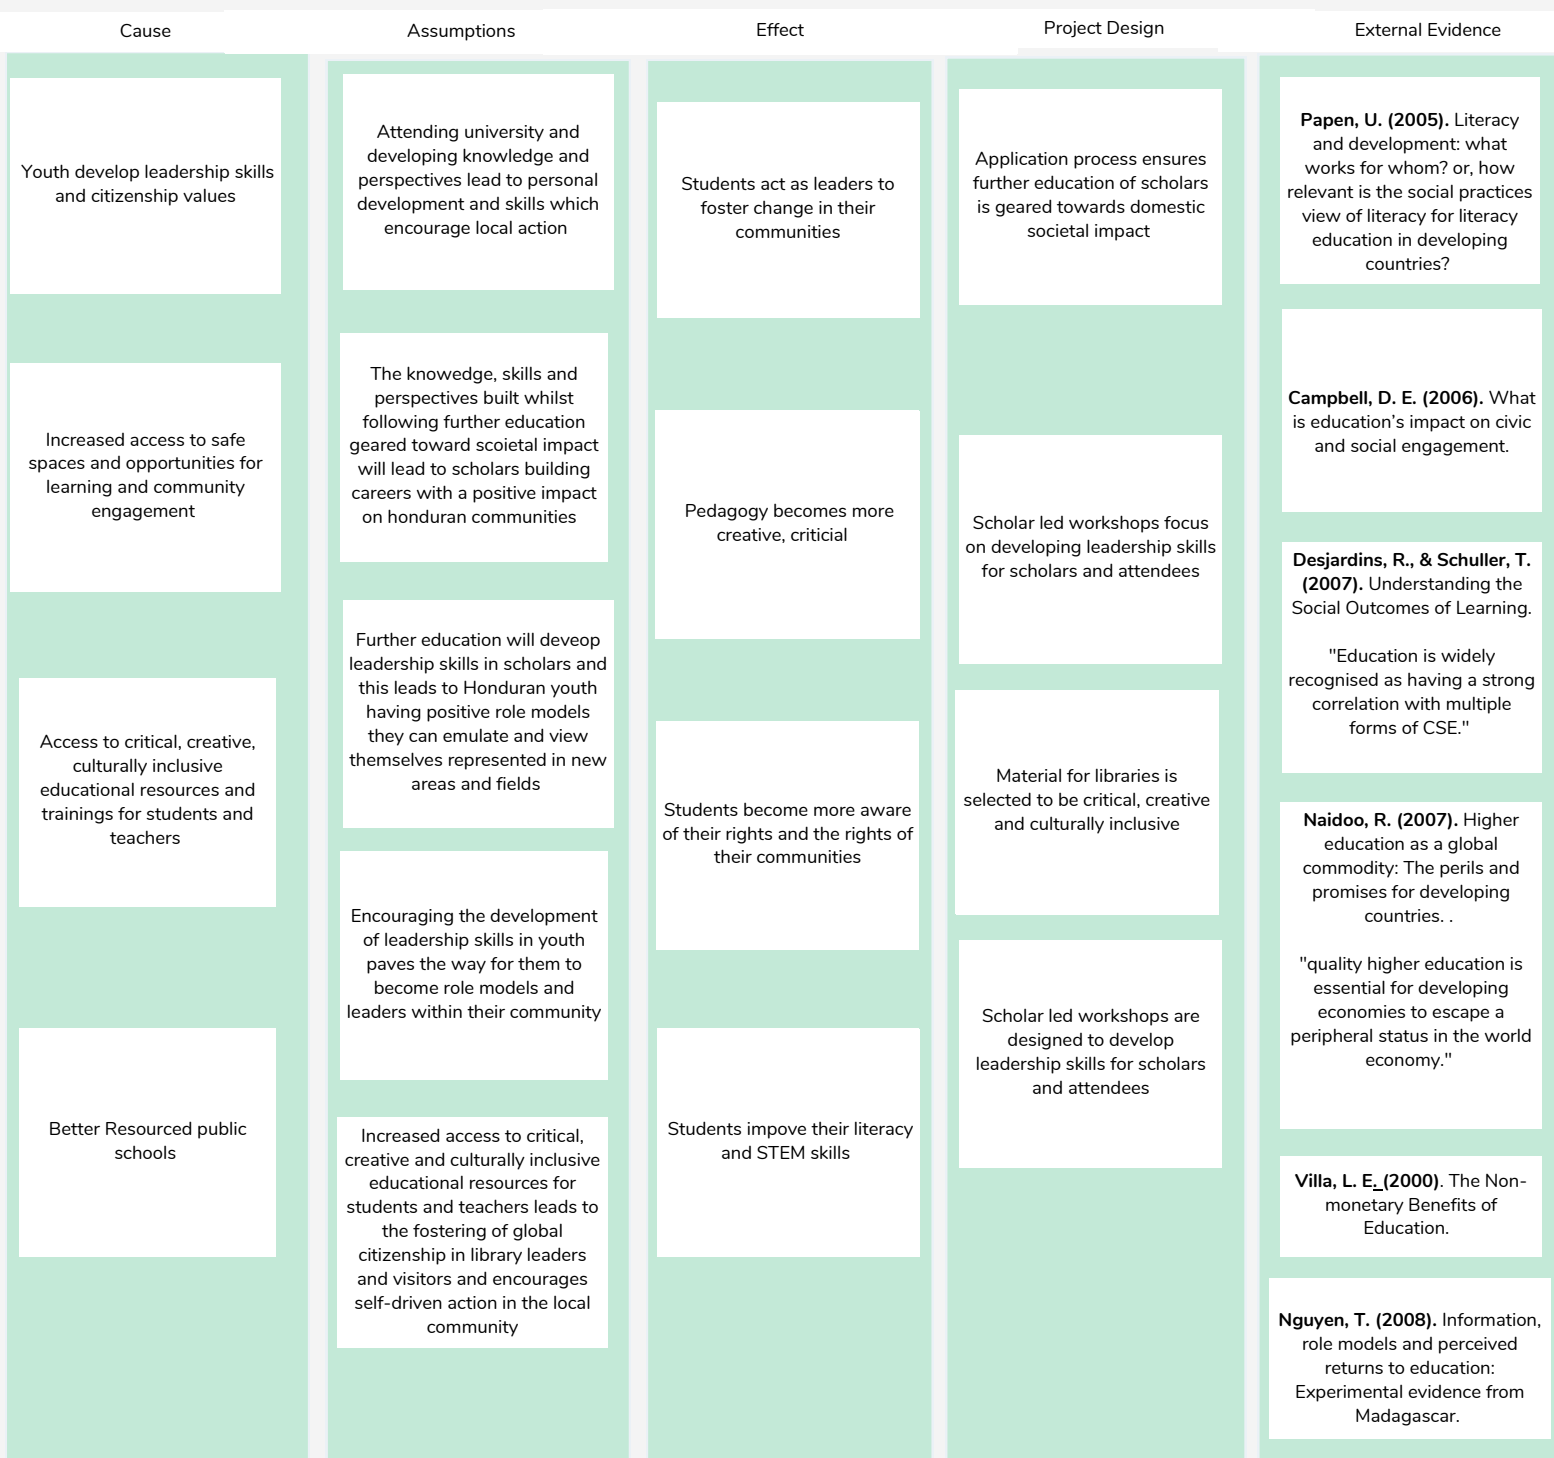 Cause
Assumptions
Effect
Project Design
External Evidence
Youth develop leadership skills
and citizenship values
Increased access to safe
spaces and opportunities for
learning and community
engagement
Access to critical, creative,
culturally inclusive
educational resources and
trainings for students and
teachers
Better Resourced public
schools
Attending university and
developing knowledge and
perspectives lead to personal
development and skills which
encourage local action
The knowedge, skills and
perspectives built whilst
following further education
geared toward scoietal impact
will lead to scholars building
careers with a positive impact
on honduran communities
Further education will deveop
leadership skills in scholars and
this leads to Honduran youth
having positive role models
they can emulate and view
themselves represented in new
areas and fields
Encouraging the development
of leadership skills in youth
paves the way for them to
become role models and
leaders within their community
Increased access to critical,
creative and culturally inclusive
educational resources for
students and teachers leads to
the fostering of global
citizenship in library leaders
and visitors and encourages
self-driven action in the local
community
Students act as leaders to
foster change in their
communities
Pedagogy becomes more
creative, criticial
Students become more aware
of their rights and the rights of
their communities
Students impove their literacy
and STEM skills
Application process ensures
further education of scholars
is geared towards domestic
societal impact
Scholar led workshops focus
on developing leadership skills
for scholars and attendees
Material for libraries is
selected to be critical, creative
and culturally inclusive
Scholar led workshops are
designed to develop
leadership skills for scholars
and attendees
Papen, U. (2005). Literacy
and development: what
works for whom? or, how
relevant is the social practices
view of literacy for literacy
education in developing
countries?
Campbell, D. E. (2006). What
is education’s impact on civic
and social engagement.
Desjardins, R., & Schuller, T.
(2007). Understanding the
Social Outcomes of Learning.
"Education is widely
recognised as having a strong
correlation with multiple
forms of CSE."
Naidoo, R. (2007). Higher
education as a global
commodity: The perils and
promises for developing
countries. .
"quality higher education is
essential for developing
economies to escape a
peripheral status in the world
economy."
Villa, L. E. (2000). The Non-
monetary Benefits of
Education.
Nguyen, T. (2008). Information,
role models and perceived
returns to education:
Experimental evidence from
Madagascar.